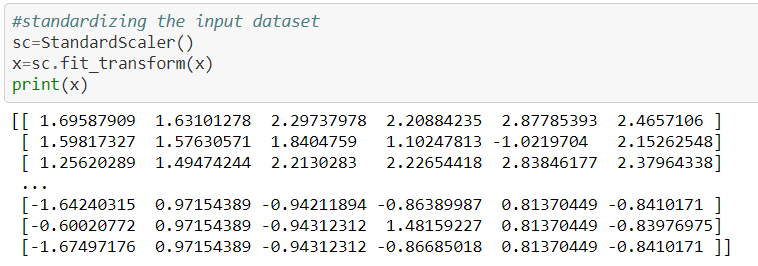 #standardizing the input dataset
sc=StandardScaler()
x=sc.fit_transform(x)
print(x)
[[ 1.69587909  1.63101278  2.29737978  2.20884235  2.87785393  2.4657106 ]
 [ 1.59817327  1.57630571  1.8404759   1.10247813 -1.0219704   2.15262548]
 [ 1.25620289  1.49474244  2.2130283   2.22654418  2.83846177  2.37964338]
 ...
 [-1.64240315  0.97154389 -0.94211894 -0.86389987  0.81370449 -0.8410171 ]
 [-0.60020772  0.97154389 -0.94312312  1.48159227  0.81370449 -0.83976975]
 [-1.67497176  0.97154389 -0.94312312 -0.86685018  0.81370449 -0.8410171 ]]